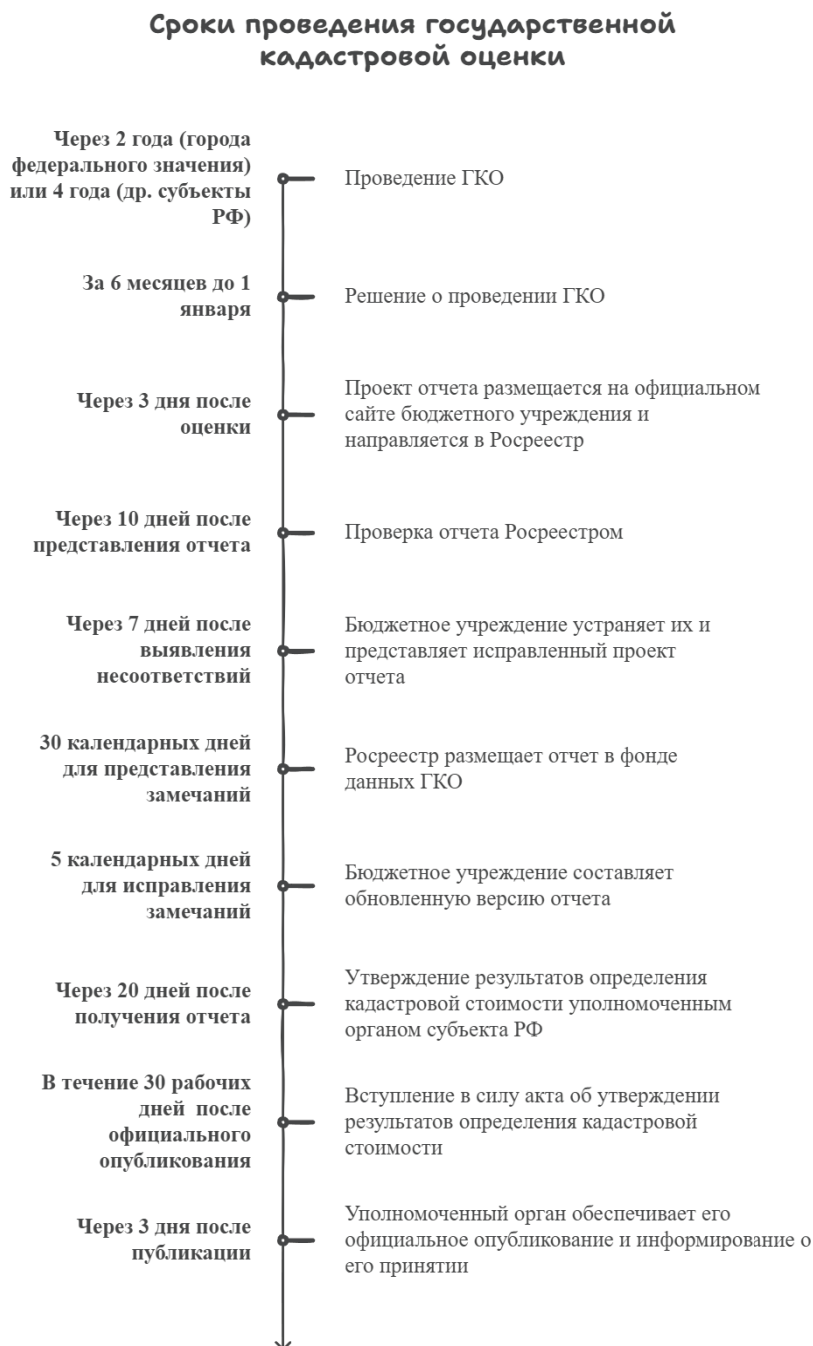 Сроки проведения государственной
кадастровой оценки
Через 2 года (города
федерального значения)
или 4 года (др. субъекты
РФ)
Проведение ГКО
За 6 месяцев до 1
января
Решение о проведении ГКО
Через 3 дня после
оценки
Проект отчета размещается на официальном
сайте бюджетного учреждения и
направляется в Росреестр
Через 10 дней после
представления отчета
Проверка отчета Росреестром
Через 7 дней после
выявления
несоответствий
Бюджетное учреждение устраняет их и
представляет исправленный проект
отчета
30 календарных дней
для представления
замечаний
Росреестр размещает отчет в фонде
данных ГКО
5 календарных дней
для исправления
замечаний
Бюджетное учреждение составляет
обновленную версию отчета
Через 20 дней после
получения отчета
Утверждение результатов определения
кадастровой стоимости уполномоченным
органом субъекта РФ
В течение 30 рабочих
дней после
официального
опубликования
Вступление в силу акта об утверждении
результатов определения кадастровой
стоимости
Через 3 дня после
публикации
Уполномоченный орган обеспечивает его
официальное опубликование и информирование о
его принятии